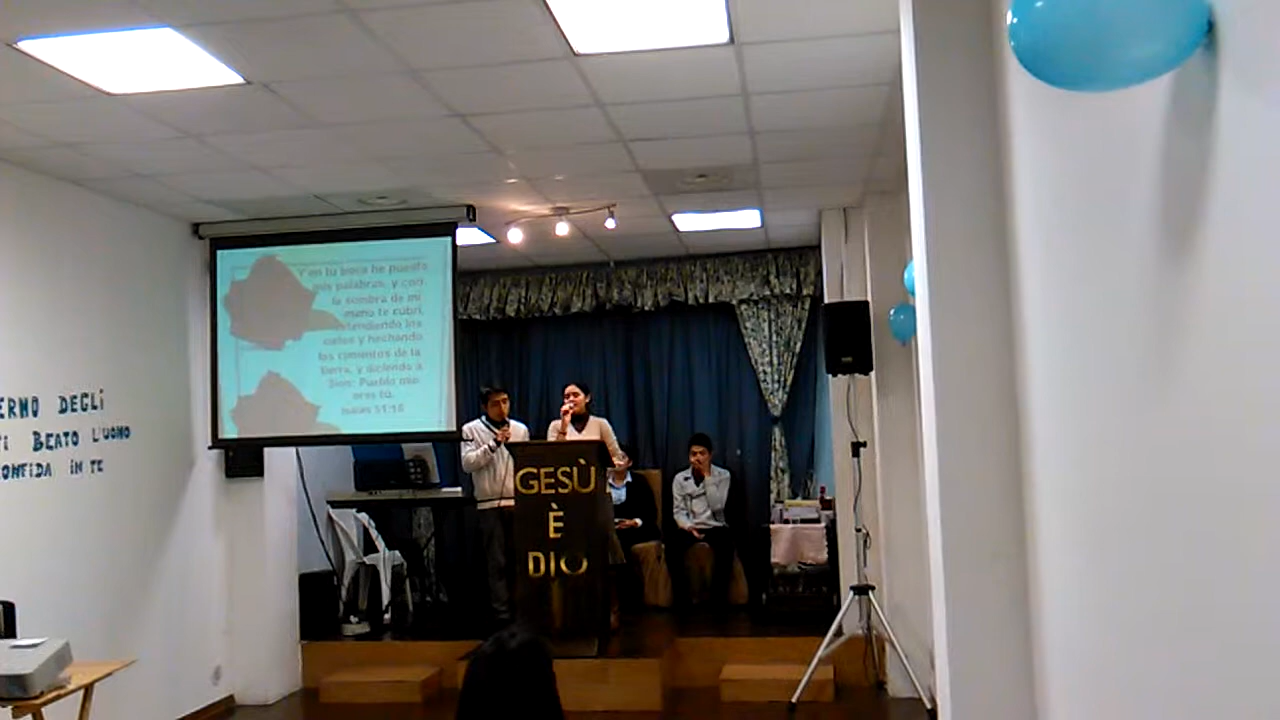 Y en tu boca he puesto
mis palabras, y con
la sombra de mi
mano te cubrí,
extendiendo los
cielos y hechando
los cimientos de la
tierra, y diciendo a
Sion: Pueblo mío
eres tú.
Isaías 51:16
ERNO DEGLI
TI BEATO L'UOMO
CONFIDA IN TE
GESÙ
È
DIO